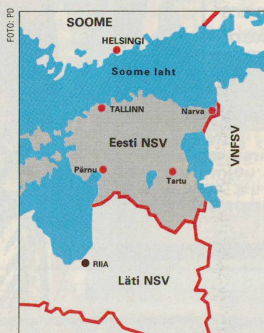 FOTO: PD
SOOME
HELSINGI
Soome laht
TALLINN
Narva
Eesti NSV
VNFSV
Pärnu
Tartu
RIIA
Läti NSV